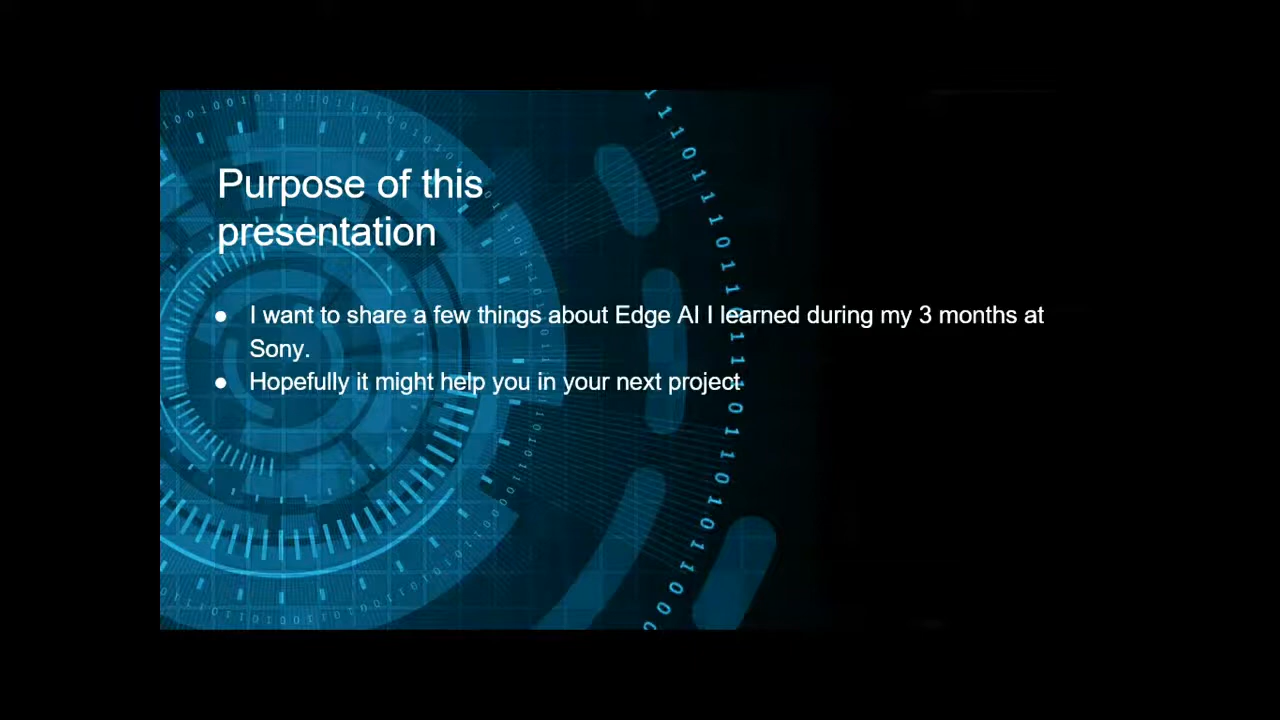 Purpose of this
presentation
● I want to share a few things about Edge AI I learned during my 3 months at
Sony.
● Hopefully it might help you in your next project